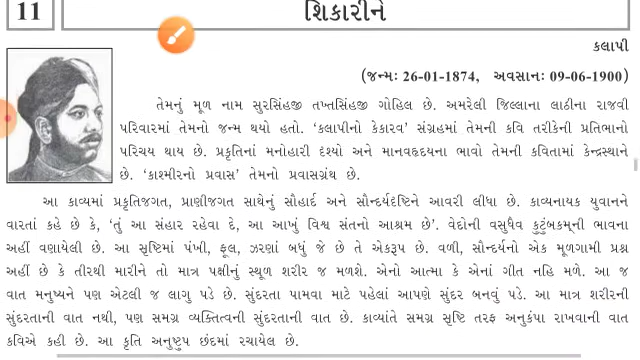 11
શિકારીને
કલાપી
(જન્મઃ 26-01-1874, અવસાનઃ 09-06-1900)
તેમનું મૂળ નામ સુરસિંહજી તખ્તસિંહજી ગોહિલ છે. અમરેલી જિલ્લાના લાઠીના રાજવી
પરિવારમાં તેમનો જન્મ થયો હતો. ‘કલાપીનો કેકારવ’ સંગ્રહમાં તેમની કવિ તરીકેની પ્રતિભાનો
પરિચય થાય છે. પ્રકૃતિનાં મનોહારી દૃશ્યો અને માનવહૃદયના ભાવો તેમની કવિતામાં કેન્દ્રસ્થાને
છે. ‘કાશ્મીરનો પ્રવાસ’ તેમનો પ્રવાસગ્રંથ છે.
આ કાવ્યમાં પ્રકૃતિજગત, પ્રાણીજગત સાથેનું સૌહાર્દ અને સૌન્દર્યદૃષ્ટિને આવરી લીધા છે. કાવ્યનાયક યુવાનને
વારતાં કહે છે કે, ‘તું આ સંહાર રહેવા દે, આ આખું વિશ્વ સંતનો આશ્રમ છે’. વેદોની વસુધૈવ કુટુંબકમ્‌ની ભાવના
અહીં વણાયેલી છે. આ સૃષ્ટિમાં પંખી, ફૂલ, ઝરણાં બધું જે છે તે એકરૂપ છે. વળી, સૌન્દર્યનો એક મૂળગામી પ્રશ્ન
અહીં છે કે તીરથી મારીને તો માત્ર પક્ષીનું સ્થૂળ શરીર જ મળશે. એનો આત્મા કે એનાં ગીત નહિ મળે. આ જ
વાત મનુષ્યને પણ એટલી જ લાગુ પડે છે. સુંદરતા પામવા માટે પહેલાં આપણે સુંદર બનવું પડે. આ માત્ર શરીરની
સુંદરતાની વાત નથી, પણ સમગ્ર વ્યક્તિત્વની સુંદરતાની વાત છે. કાવ્યાંતે સમગ્ર સૃષ્ટિ તરફ અનુકંપા રાખવાની વાત
કવિએ કહી છે. આ કૃતિ અનુષ્ટુપ છંદમાં રચાયેલ છે.